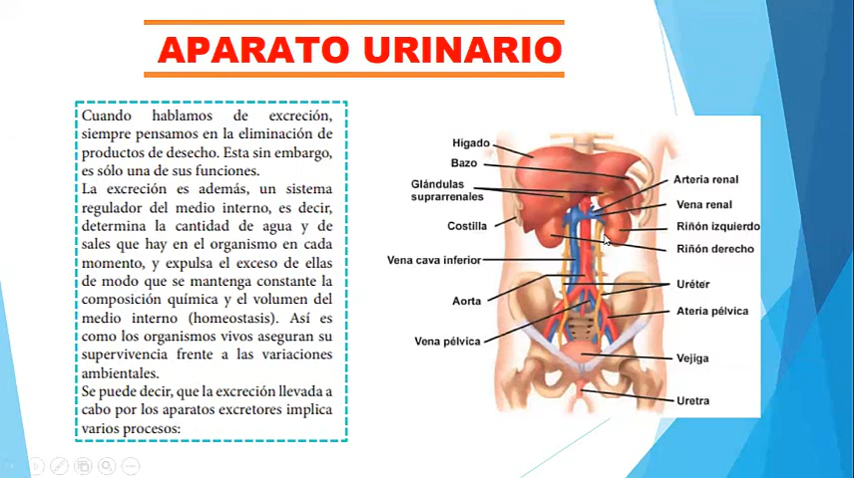 APARATO URINARIO
Cuando hablamos de excreción,
siempre pensamos en la eliminación de
productos de desecho. Esta sin embargo,
es sólo una de sus funciones.
La excreción es además, un sistema
regulador del medio interno, es decir,
determina la cantidad de agua y de
sales que hay en el organismo en cada
momento, y expulsa el exceso de ellas
de modo que se mantenga constante la
composición química y el volumen del
medio interno (homeostasis). Así es
como los organismos vivos aseguran su
supervivencia frente a las variaciones
ambientales.
Se puede decir, que la excreción llevada a
cabo por los aparatos excretores implica
varios procesos:
Hígado
Bazo
Glándulas
suprarrenales
Costilla
Vena cava inferior
Aorta
Vena pélvica
Arteria renal
Vena renal
Riñón izquierdo
Riñón derecho
Uréter
Ateria pélvica
Vejiga
Uretra